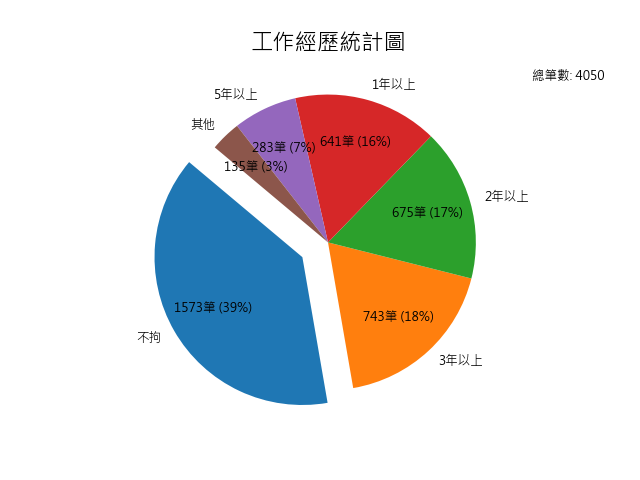 工作經歷統計圖
總筆數: 4050
1年以上
5年以上
其他
641筆 (16%)
283筆 (7%)
135筆 (3%)
2年以上
675筆 (17%)
1573筆 (39%)
743筆 (18%)
不拘
3年以上